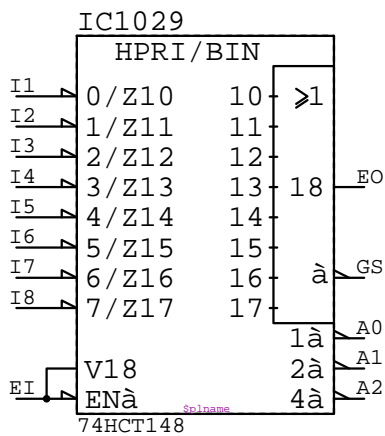 IC1029
HPRI/BIN
I1 0/Z10 10 ⩾1
I2 1/Z11 11
I3 2/Z12 12
I4 3/Z13 13 18 EO
I5 4/Z14 14
I6 5/Z15 15
I7 6/Z16 16 à GS
I8 7/Z17 17
1à A0
V18 2à A1
EI ENà $plname 4à A2
74HCT148